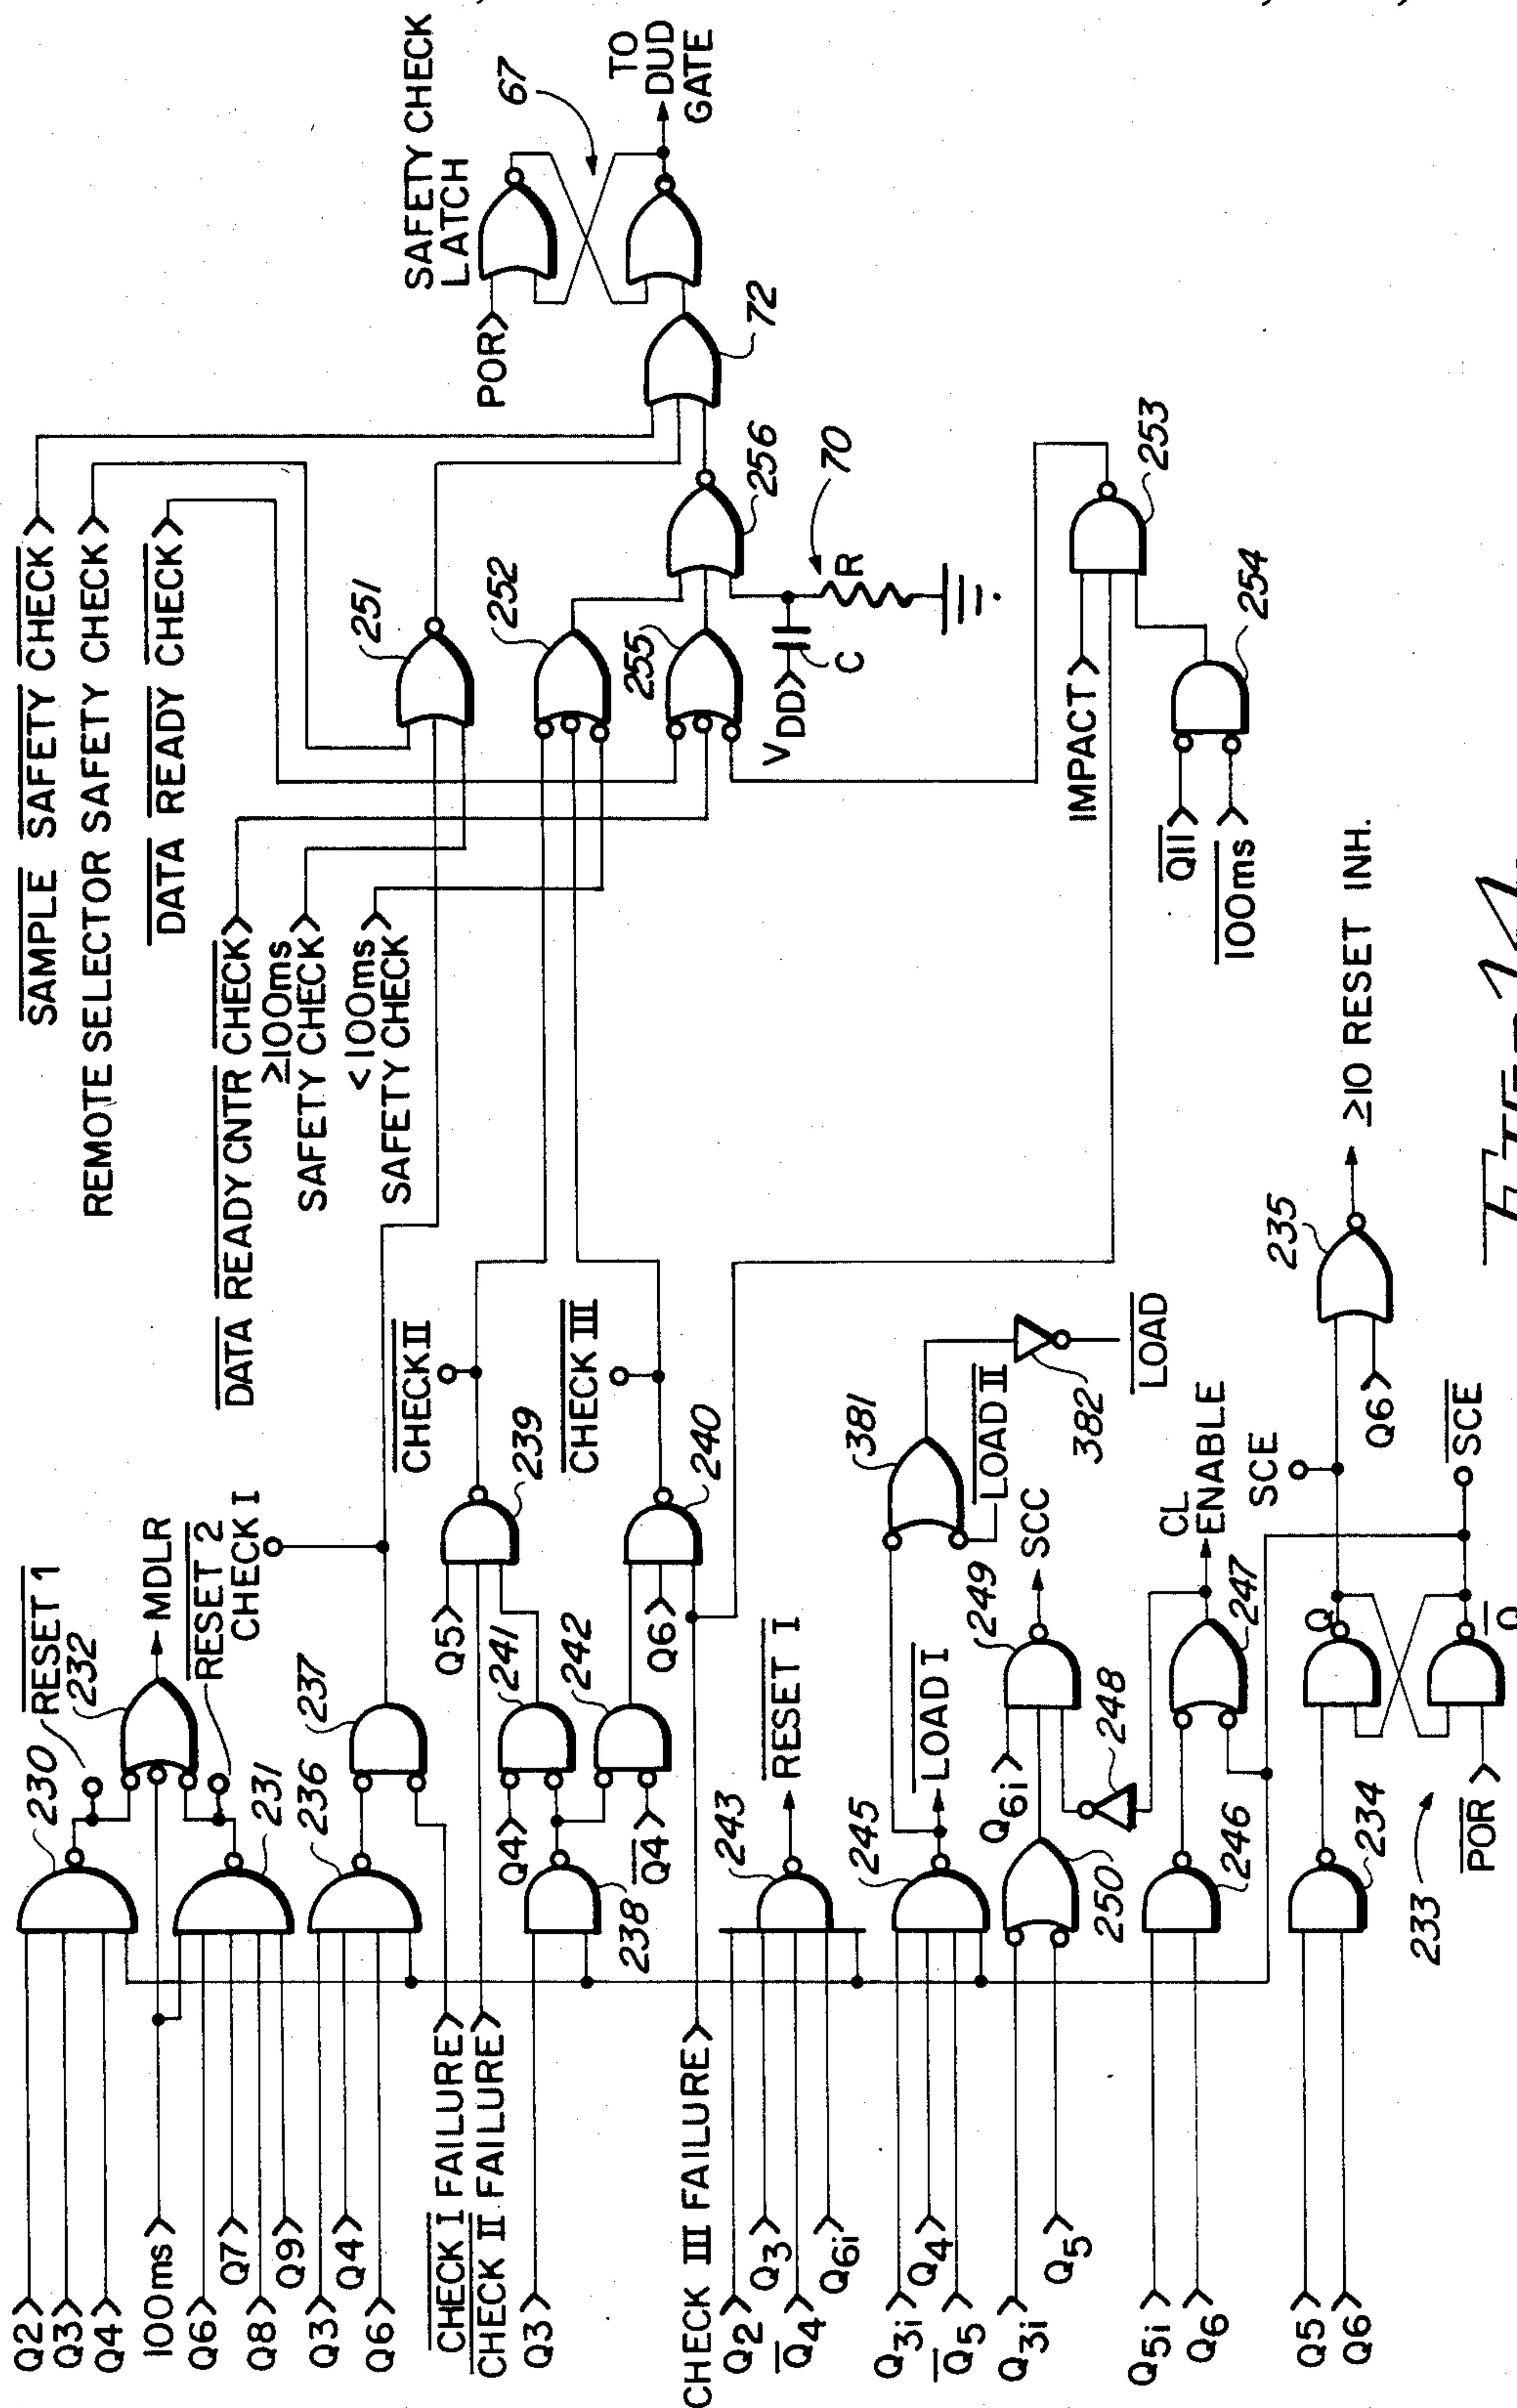 SAMPLE SAFETY CHECK
REMOTE SELECTOR SAFETY CHECK
DATA READY CHECK
DATA READY CNTR CHECK
≥100ms
SAFETY CHECK
<100ms
SAFETY CHECK
SAFETY CHECK
LATCH
67
POR
TO
DUD
GATE
72
251
252
255
256
70
R
C
VDD
253
254
IMPACT
Q11
100ms
Q2
Q3
Q4
100ms
Q6
Q7
Q8
Q9
Q3
Q4
Q6
CHECK I FAILURE
CHECK II FAILURE
Q3
CHECK III FAILURE
Q2
Q3
Q4
Q6i
Q3i
Q4
Q5
Q3i
Q5
Q5i
Q6
Q5
Q6
230
RESET 1
232
MDLR
RESET 2
231
CHECK I
236
237
CHECK II
Q5
239
241
Q4
238
Q4
242
CHECK III
Q6
240
243
RESET I
245
LOAD I
381
LOAD II
382
LOAD
250
Q6i
249
SCC
248
246
247
CL
ENABLE
SCE
SCE
234
233
POR
Q
Q
235
Q6
≥10 RESET INH.